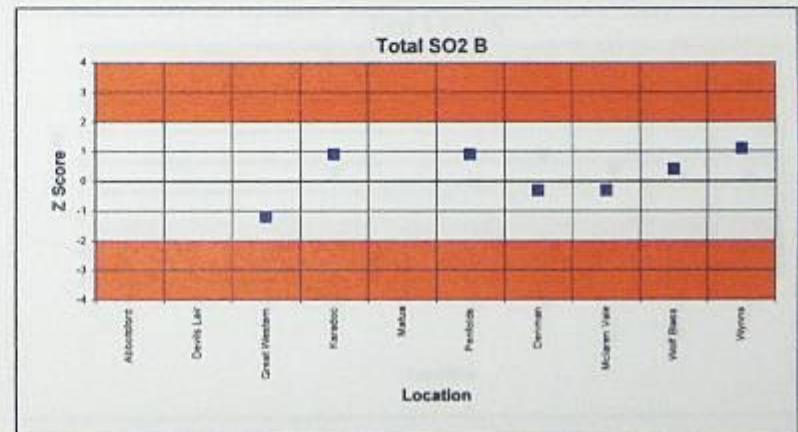 Total SO2 B
4
3
2
1
0
-1
-2
-3
-4
Z Score
Abbotsford
Devils Lair
Great Western
Karadoc
Matua
Penfolds
Denman
Mclaren Vale
Wolf Blass
Wynns
Location